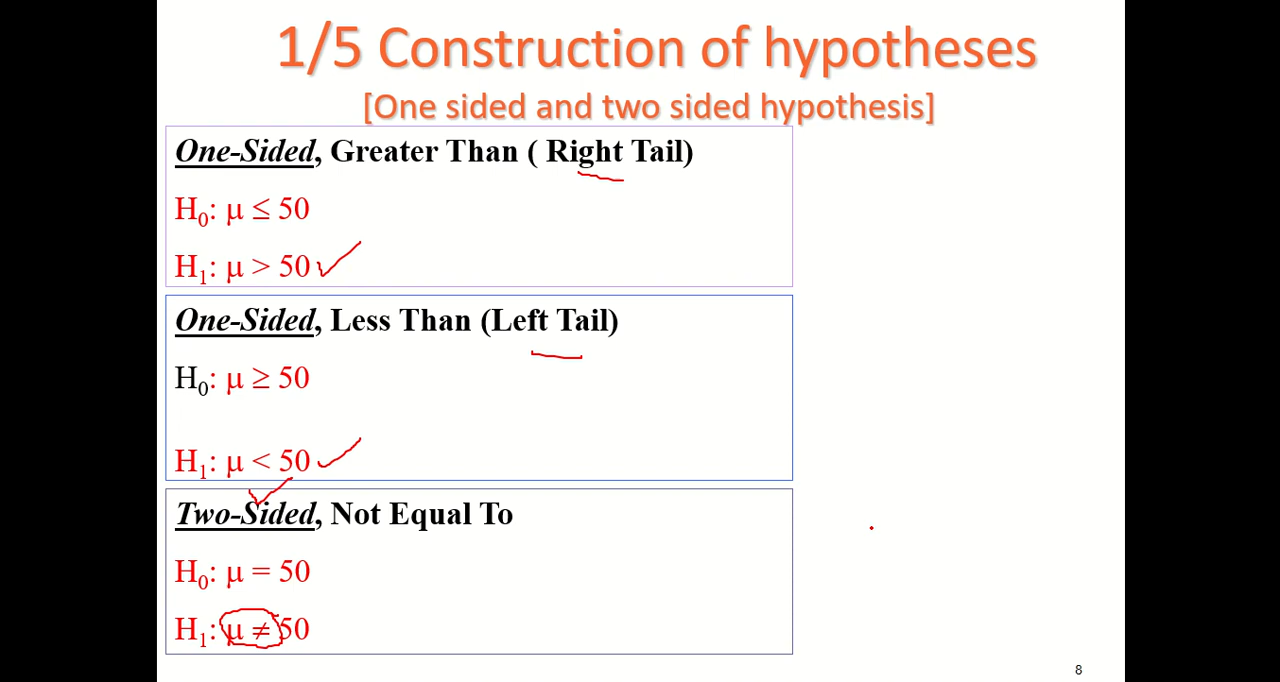 1/5 Construction of hypotheses
[One sided and two sided hypothesis]
One-Sided, Greater Than ( Right Tail)
H₀: μ ≤ 50
H₁: μ > 50
One-Sided, Less Than (Left Tail)
H₀: μ ≥ 50
H₁: μ < 50
Two-Sided, Not Equal To
H₀: μ = 50
H₁: μ ≠ 50
8